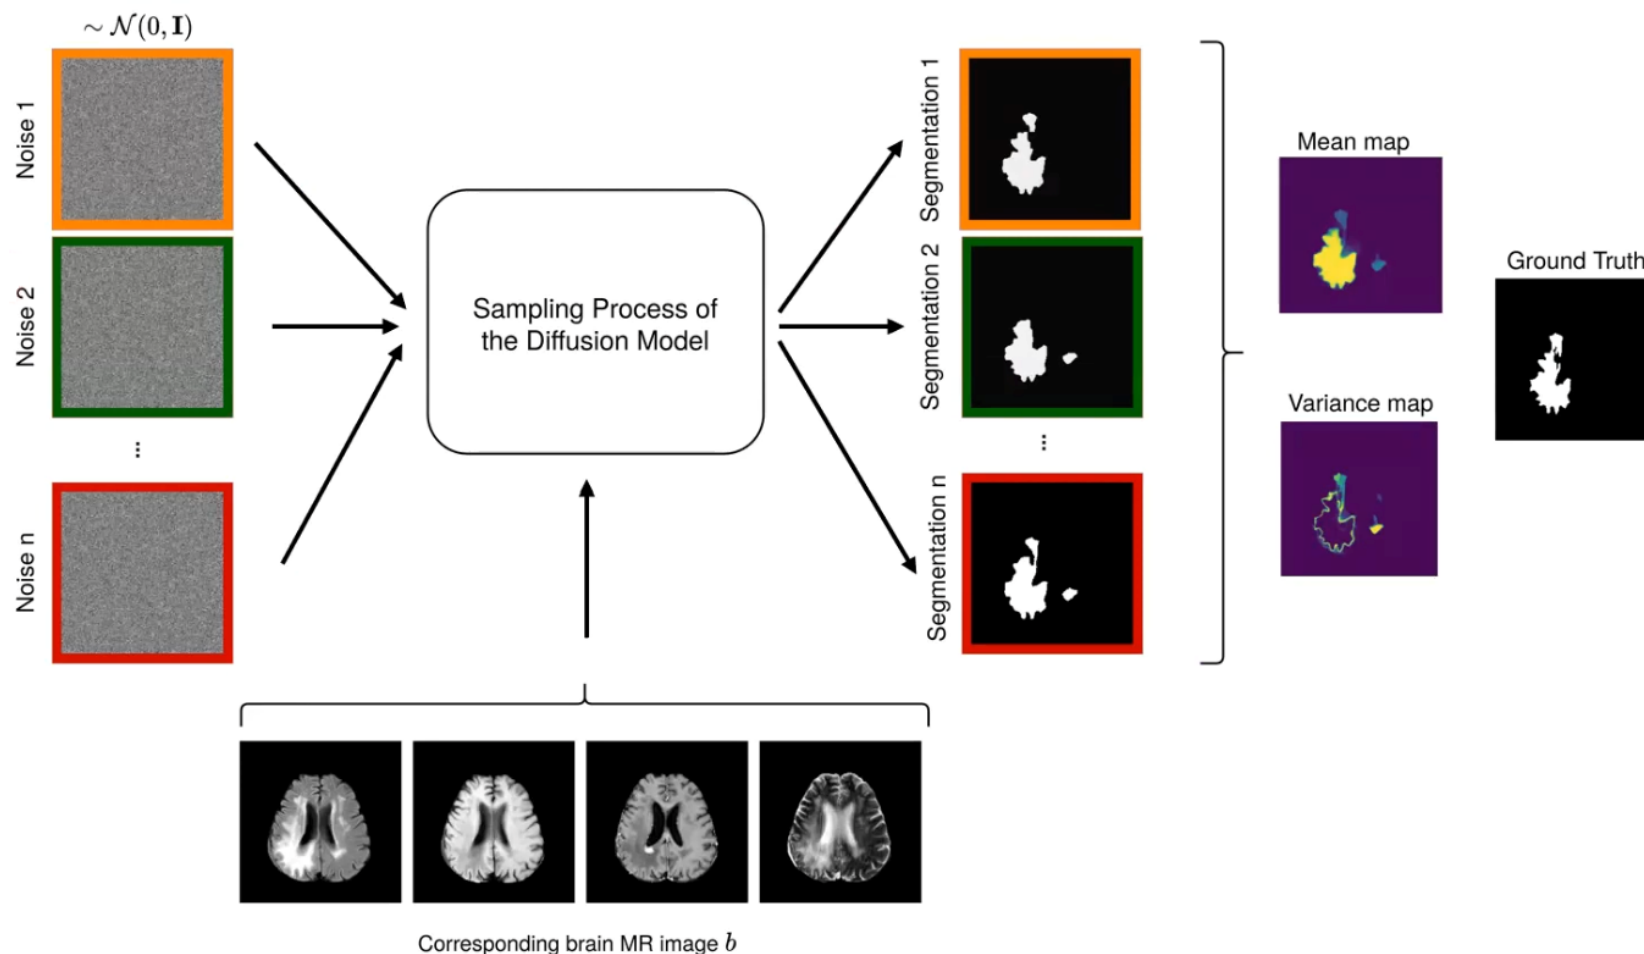 ∼ 𝒩(0, I)
Noise 1
Noise 2
...
Noise n
Sampling Process of
the Diffusion Model
Segmentation 1
Segmentation 2
...
Segmentation n
Mean map
Variance map
Ground Truth
Corresponding brain MR image b